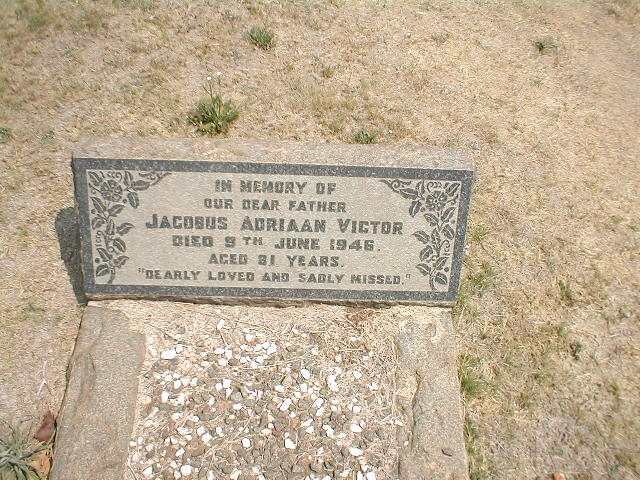 IN MEMORY OF
OUR DEAR FATHER
JACOBUS ADRIAAN VICTOR
DIED 9TH JUNE 1946.
AGED 81 YEARS.
"DEARLY LOVED AND SADLY MISSED."